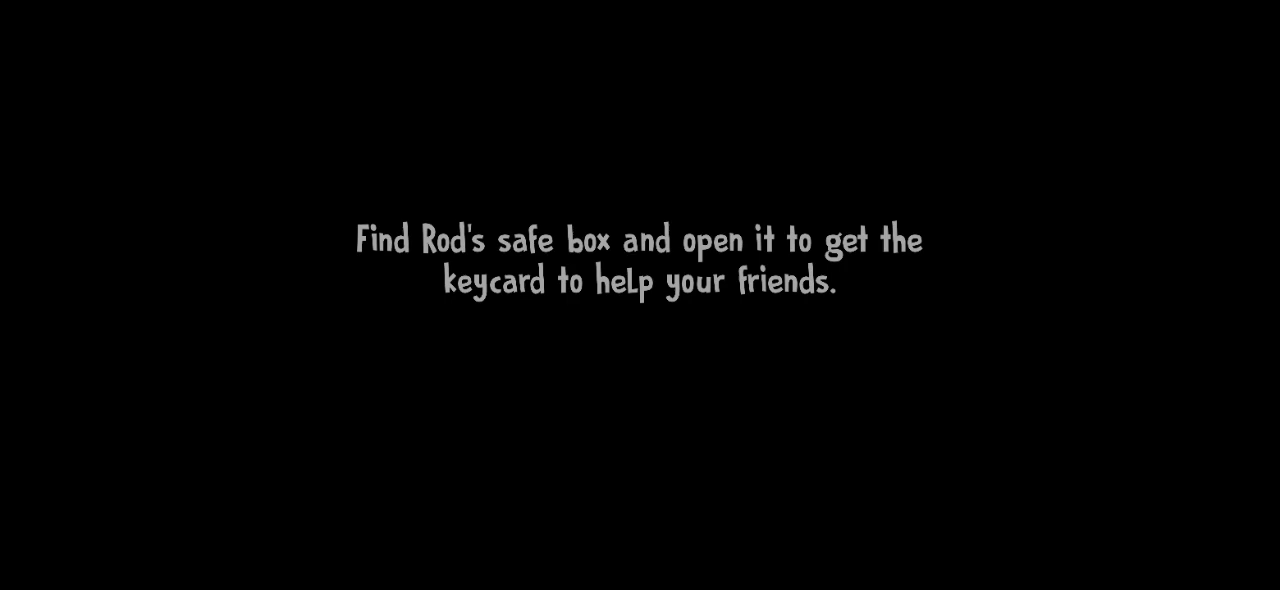 Find Rod's safe box and open it to get the
keycard to help your friends.